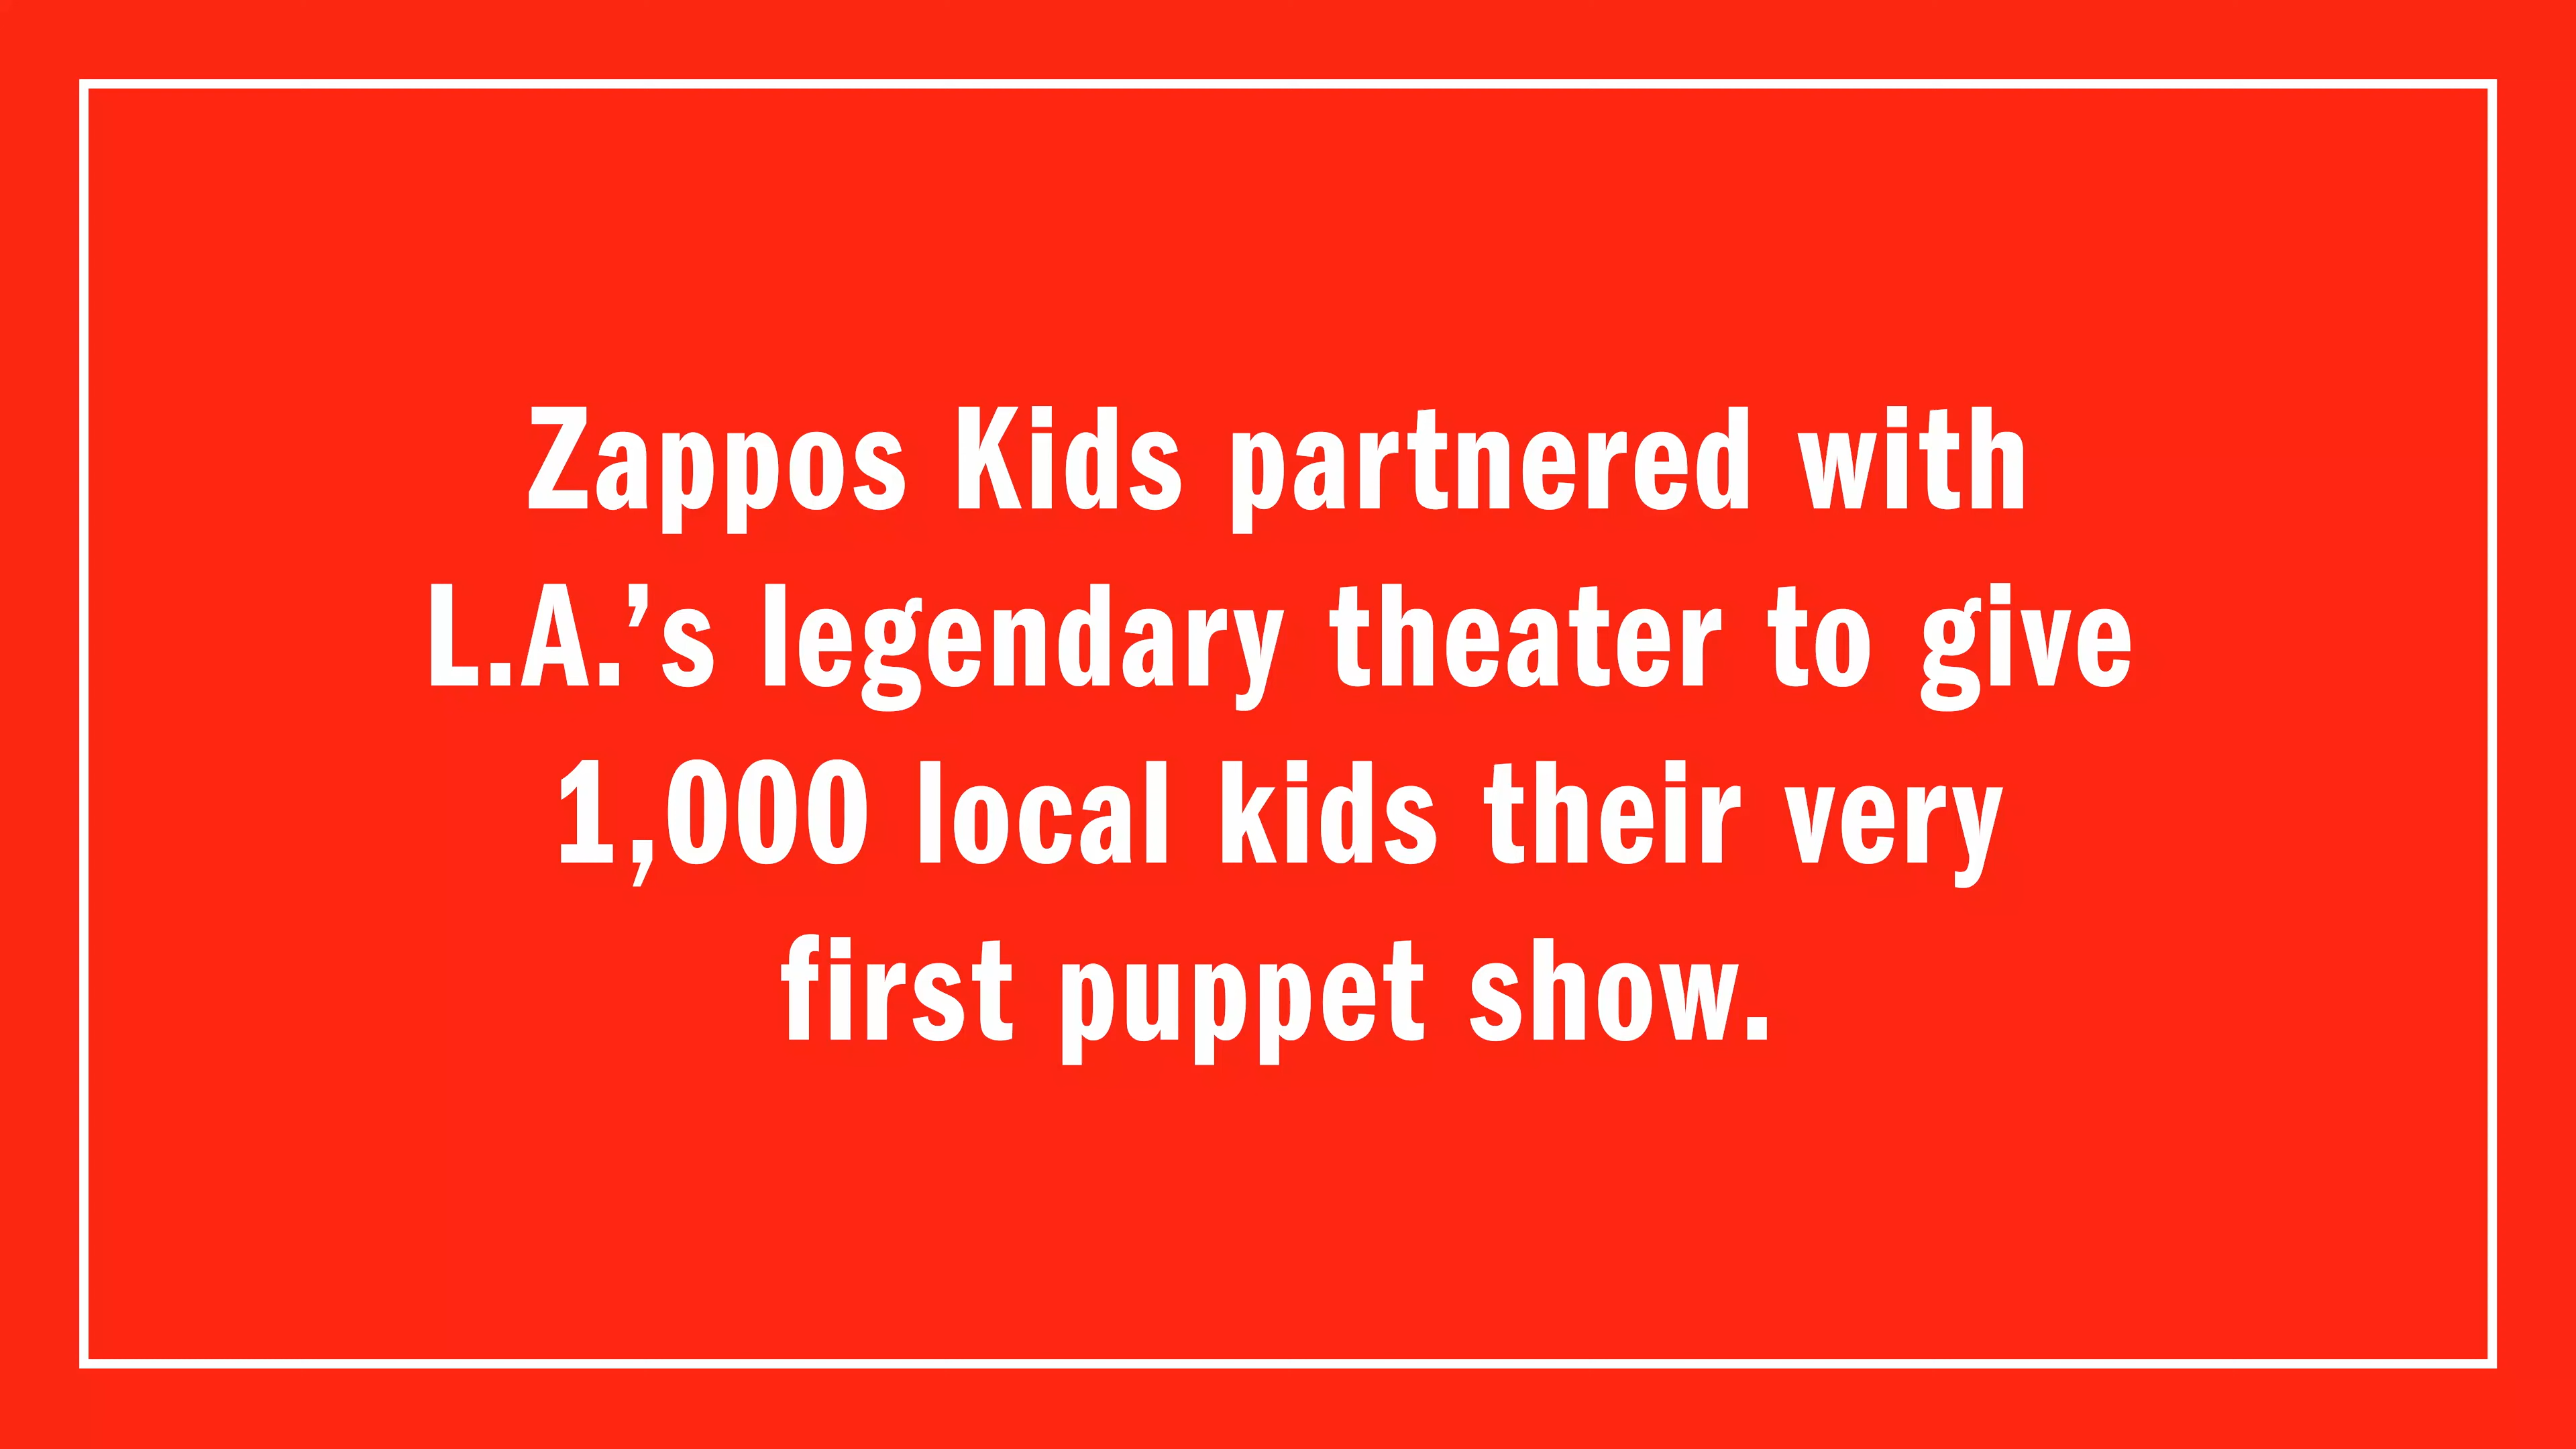 Zappos Kids partnered with
L.A.’s legendary theater to give
1,000 local kids their very
first puppet show.